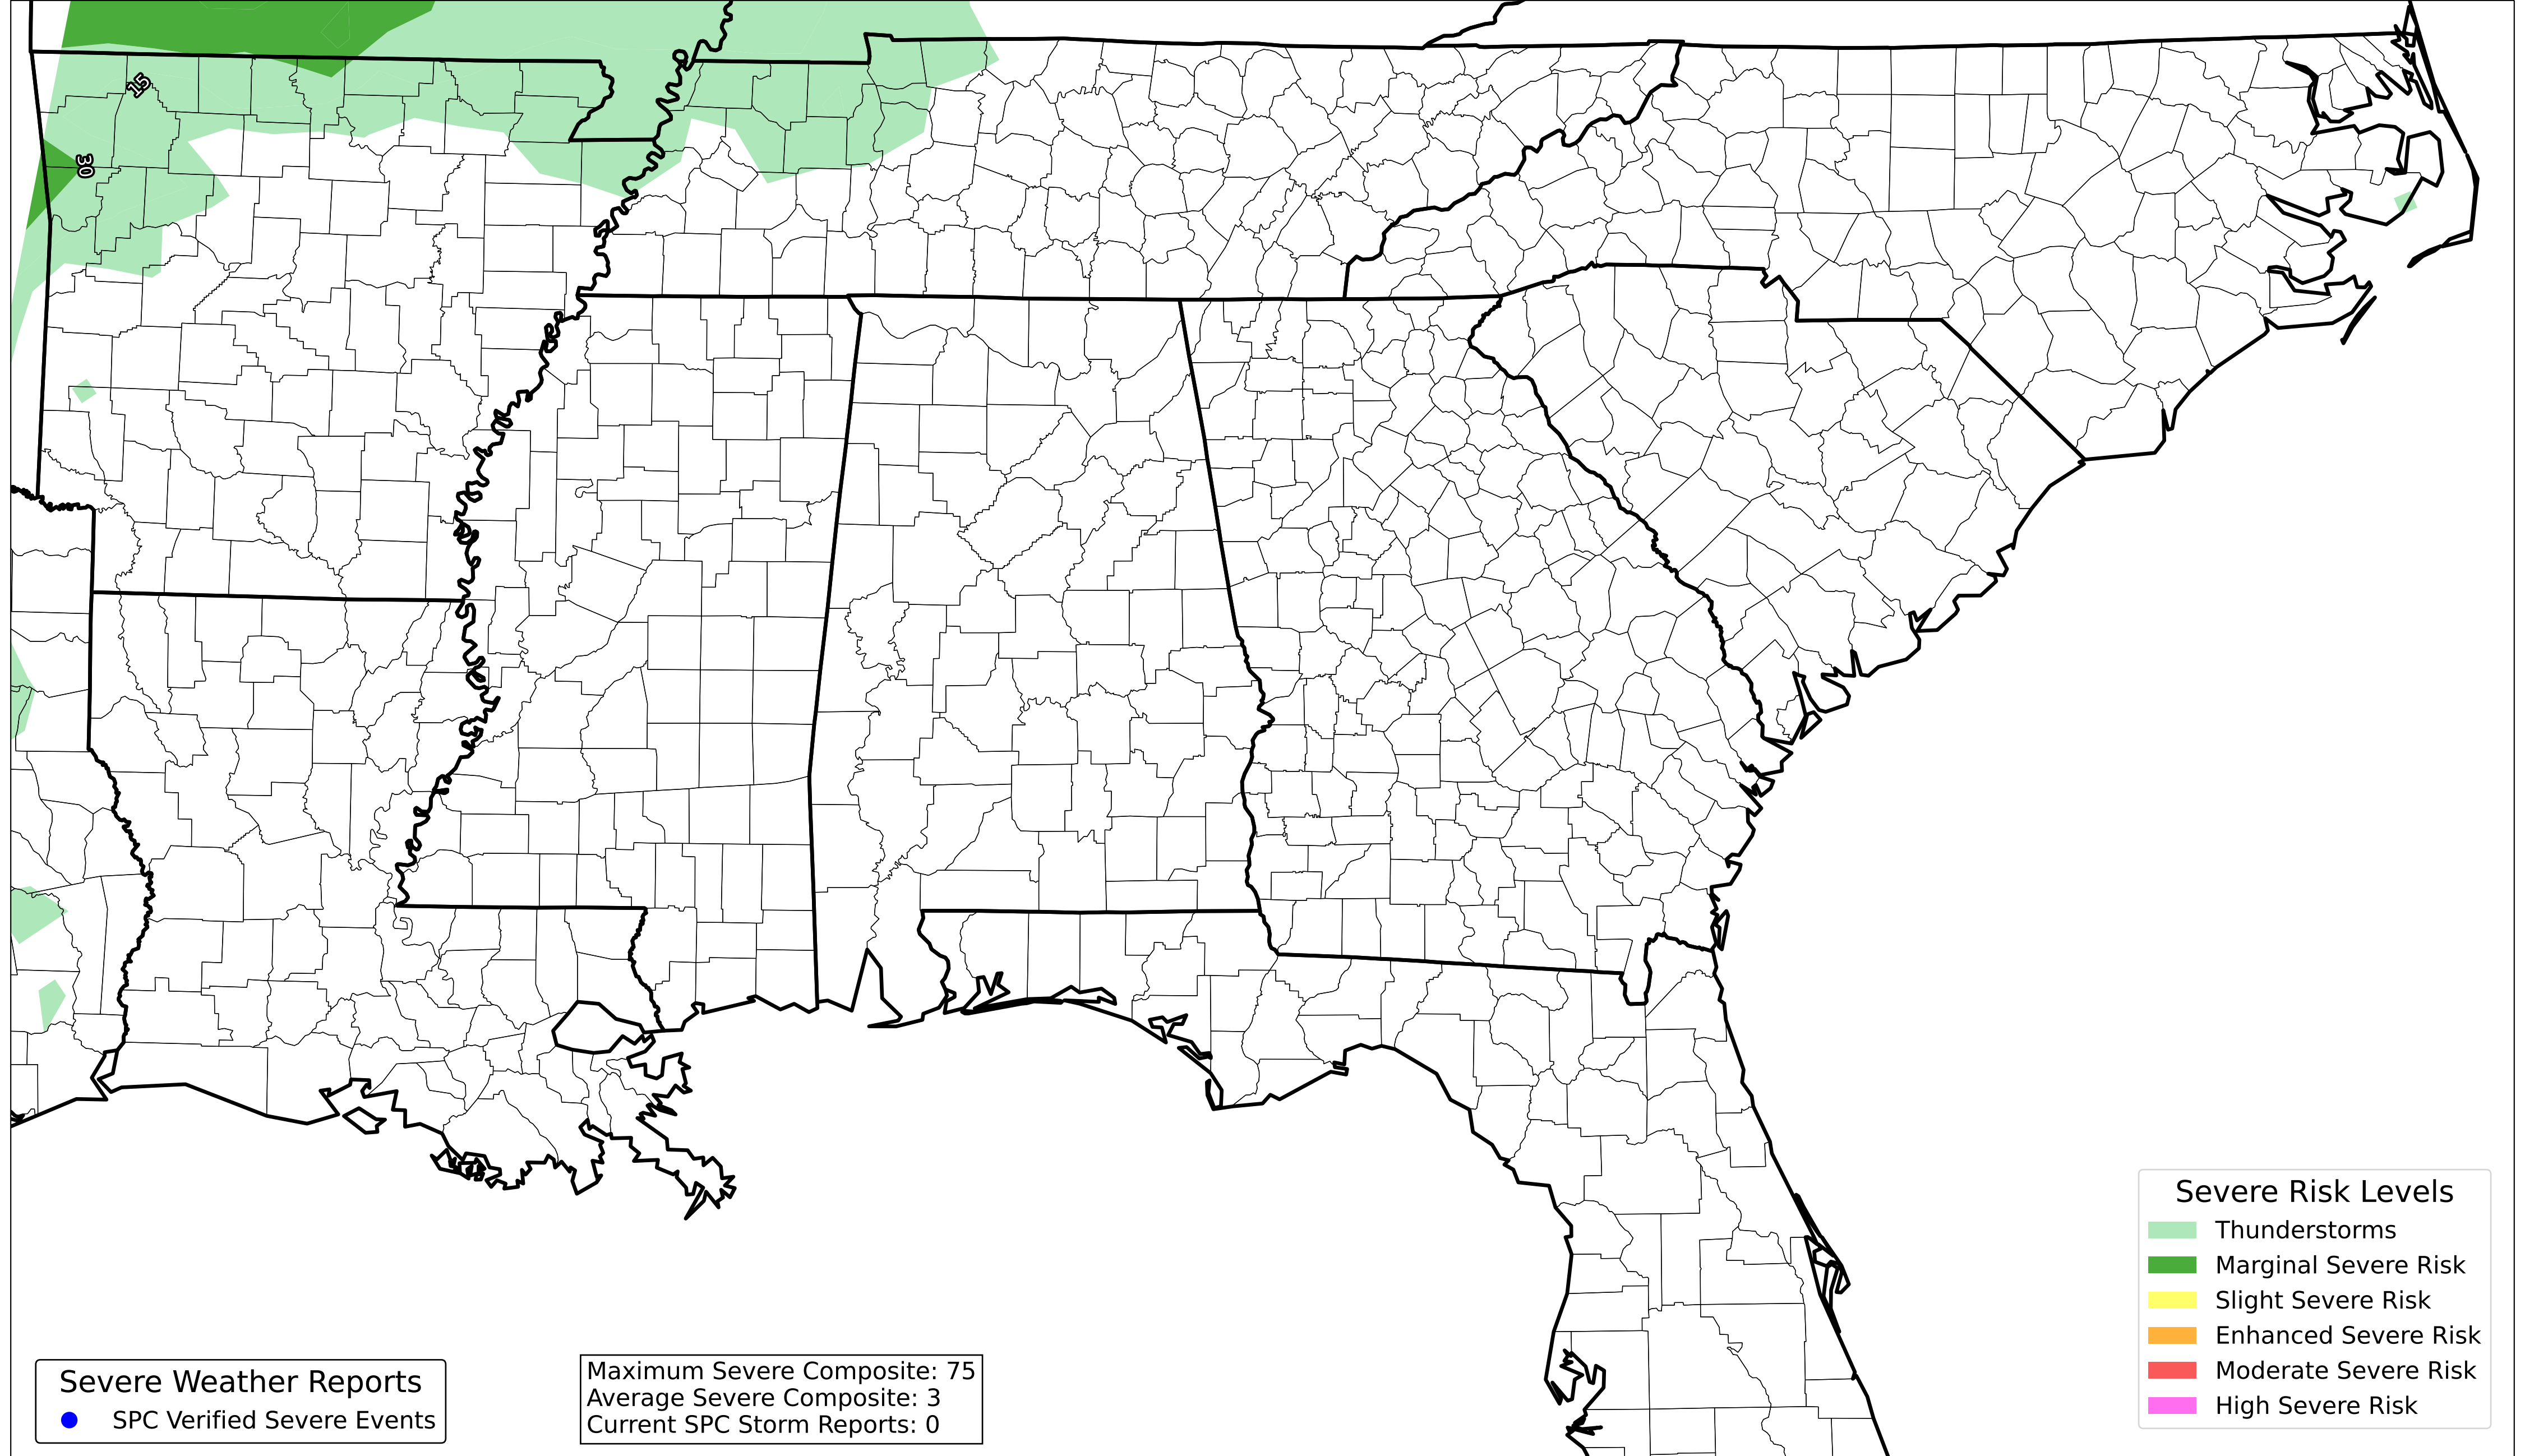 15
30
Severe Risk Levels
Thunderstorms
Marginal Severe Risk
Slight Severe Risk
Enhanced Severe Risk
Moderate Severe Risk
High Severe Risk
Severe Weather Reports
SPC Verified Severe Events
Maximum Severe Composite: 75
Average Severe Composite: 3
Current SPC Storm Reports: 0